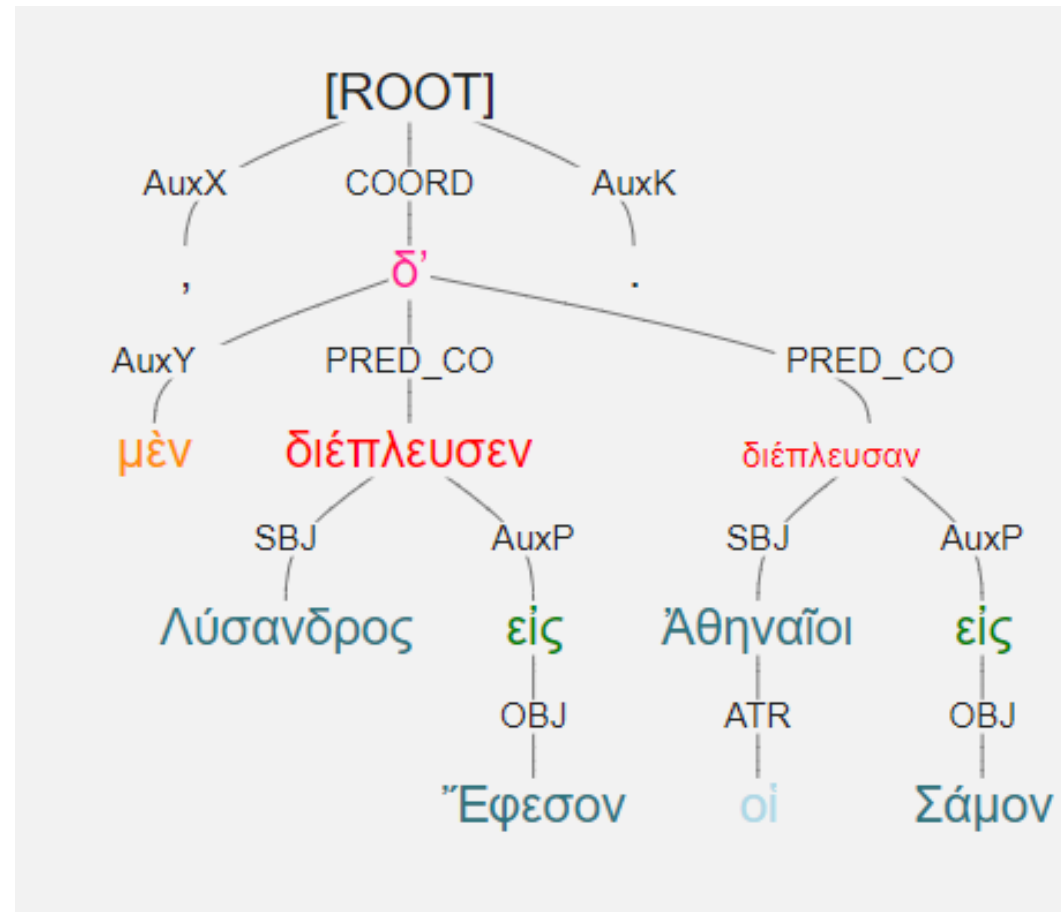 [ROOT]
AuxX COORD AuxK
, δ’ .
AuxY PRED_CO PRED_CO
μὲν διέπλευσεν διέπλευσαν
SBJ AuxP SBJ AuxP
Λύσανδρος εἰς Ἀθηναῖοι εἰς
OBJ ATR OBJ
Ἔφεσον οἱ Σάμον